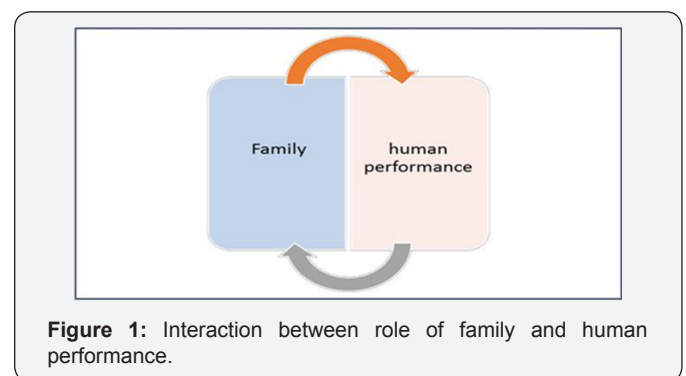 Family
human
performance
Figure 1: Interaction between role of family and human
performance.